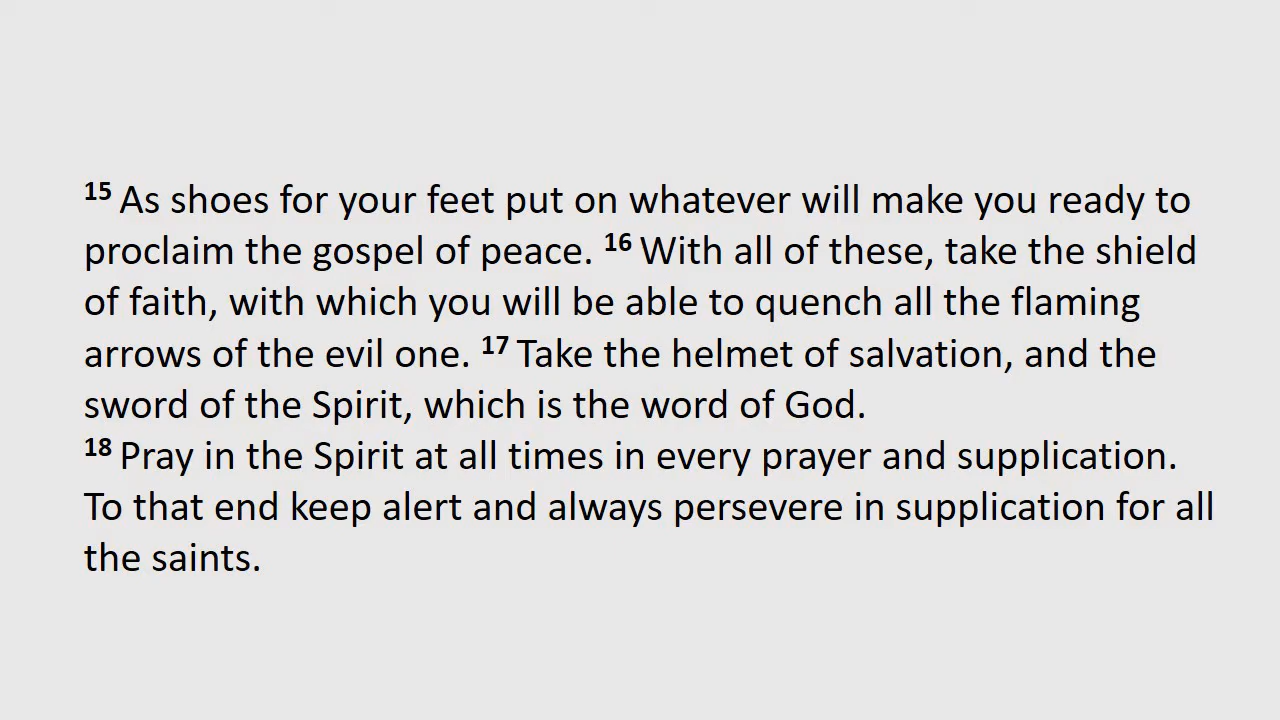 15 As shoes for your feet put on whatever will make you ready to
proclaim the gospel of peace. 16 With all of these, take the shield
of faith, with which you will be able to quench all the flaming
arrows of the evil one. 17 Take the helmet of salvation, and the
sword of the Spirit, which is the word of God.
18 Pray in the Spirit at all times in every prayer and supplication.
To that end keep alert and always persevere in supplication for all
the saints.